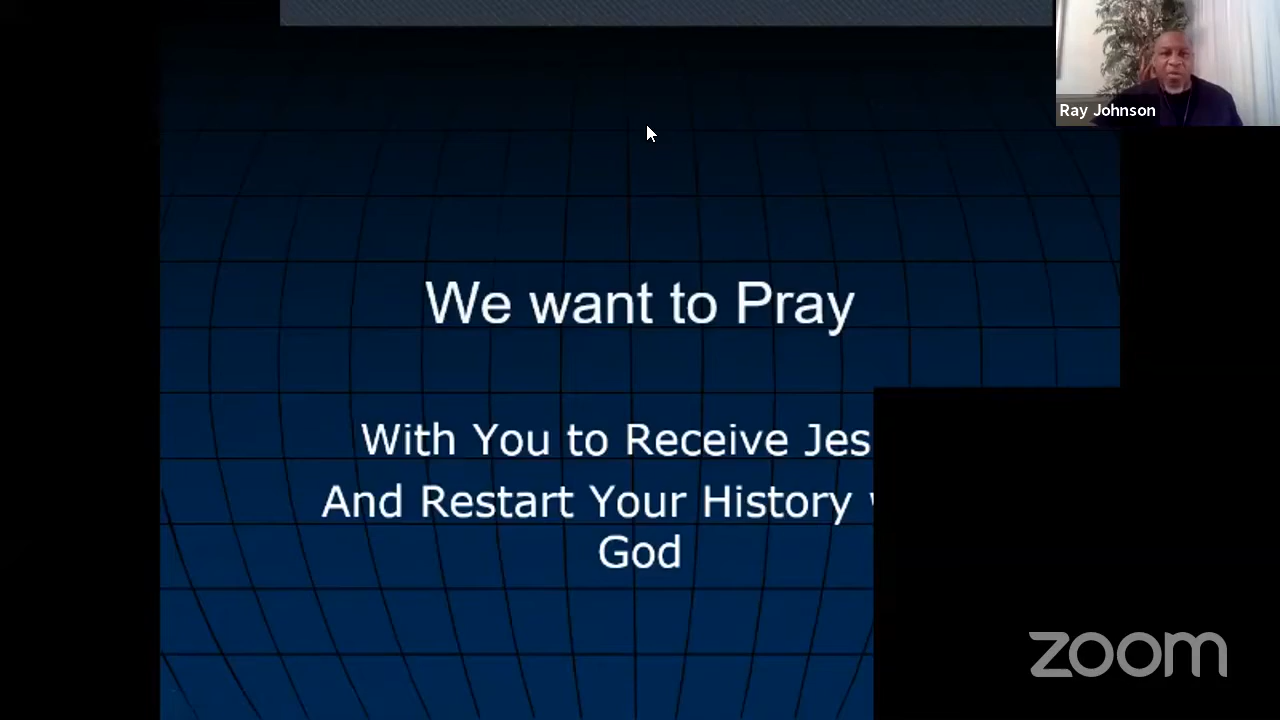 Ray Johnson
We want to Pray
With You to Receive Jes
And Restart Your History
God
zoom